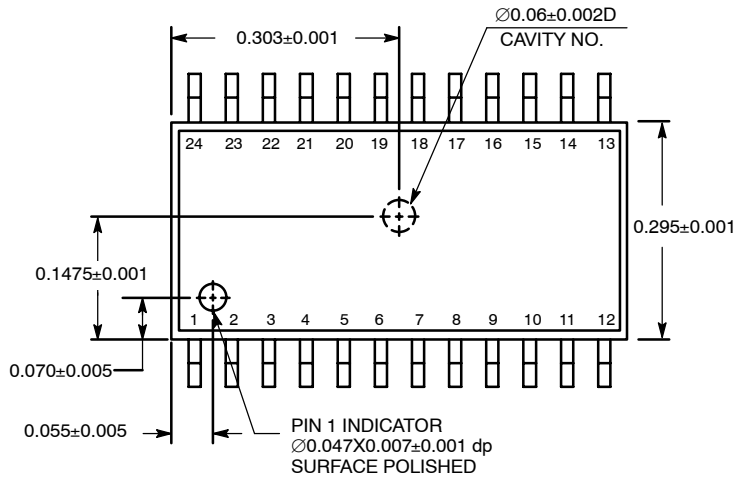 ∅0.06±0.002D
0.303±0.001
CAVITY NO.
24 23 22 21 20 19 18 17 16 15 14 13
0.295±0.001
0.1475±0.001
1 2 3 4 5 6 7 8 9 10 11 12
0.070±0.005
0.055±0.005
PIN 1 INDICATOR
∅0.047X0.007±0.001 dp
SURFACE POLISHED